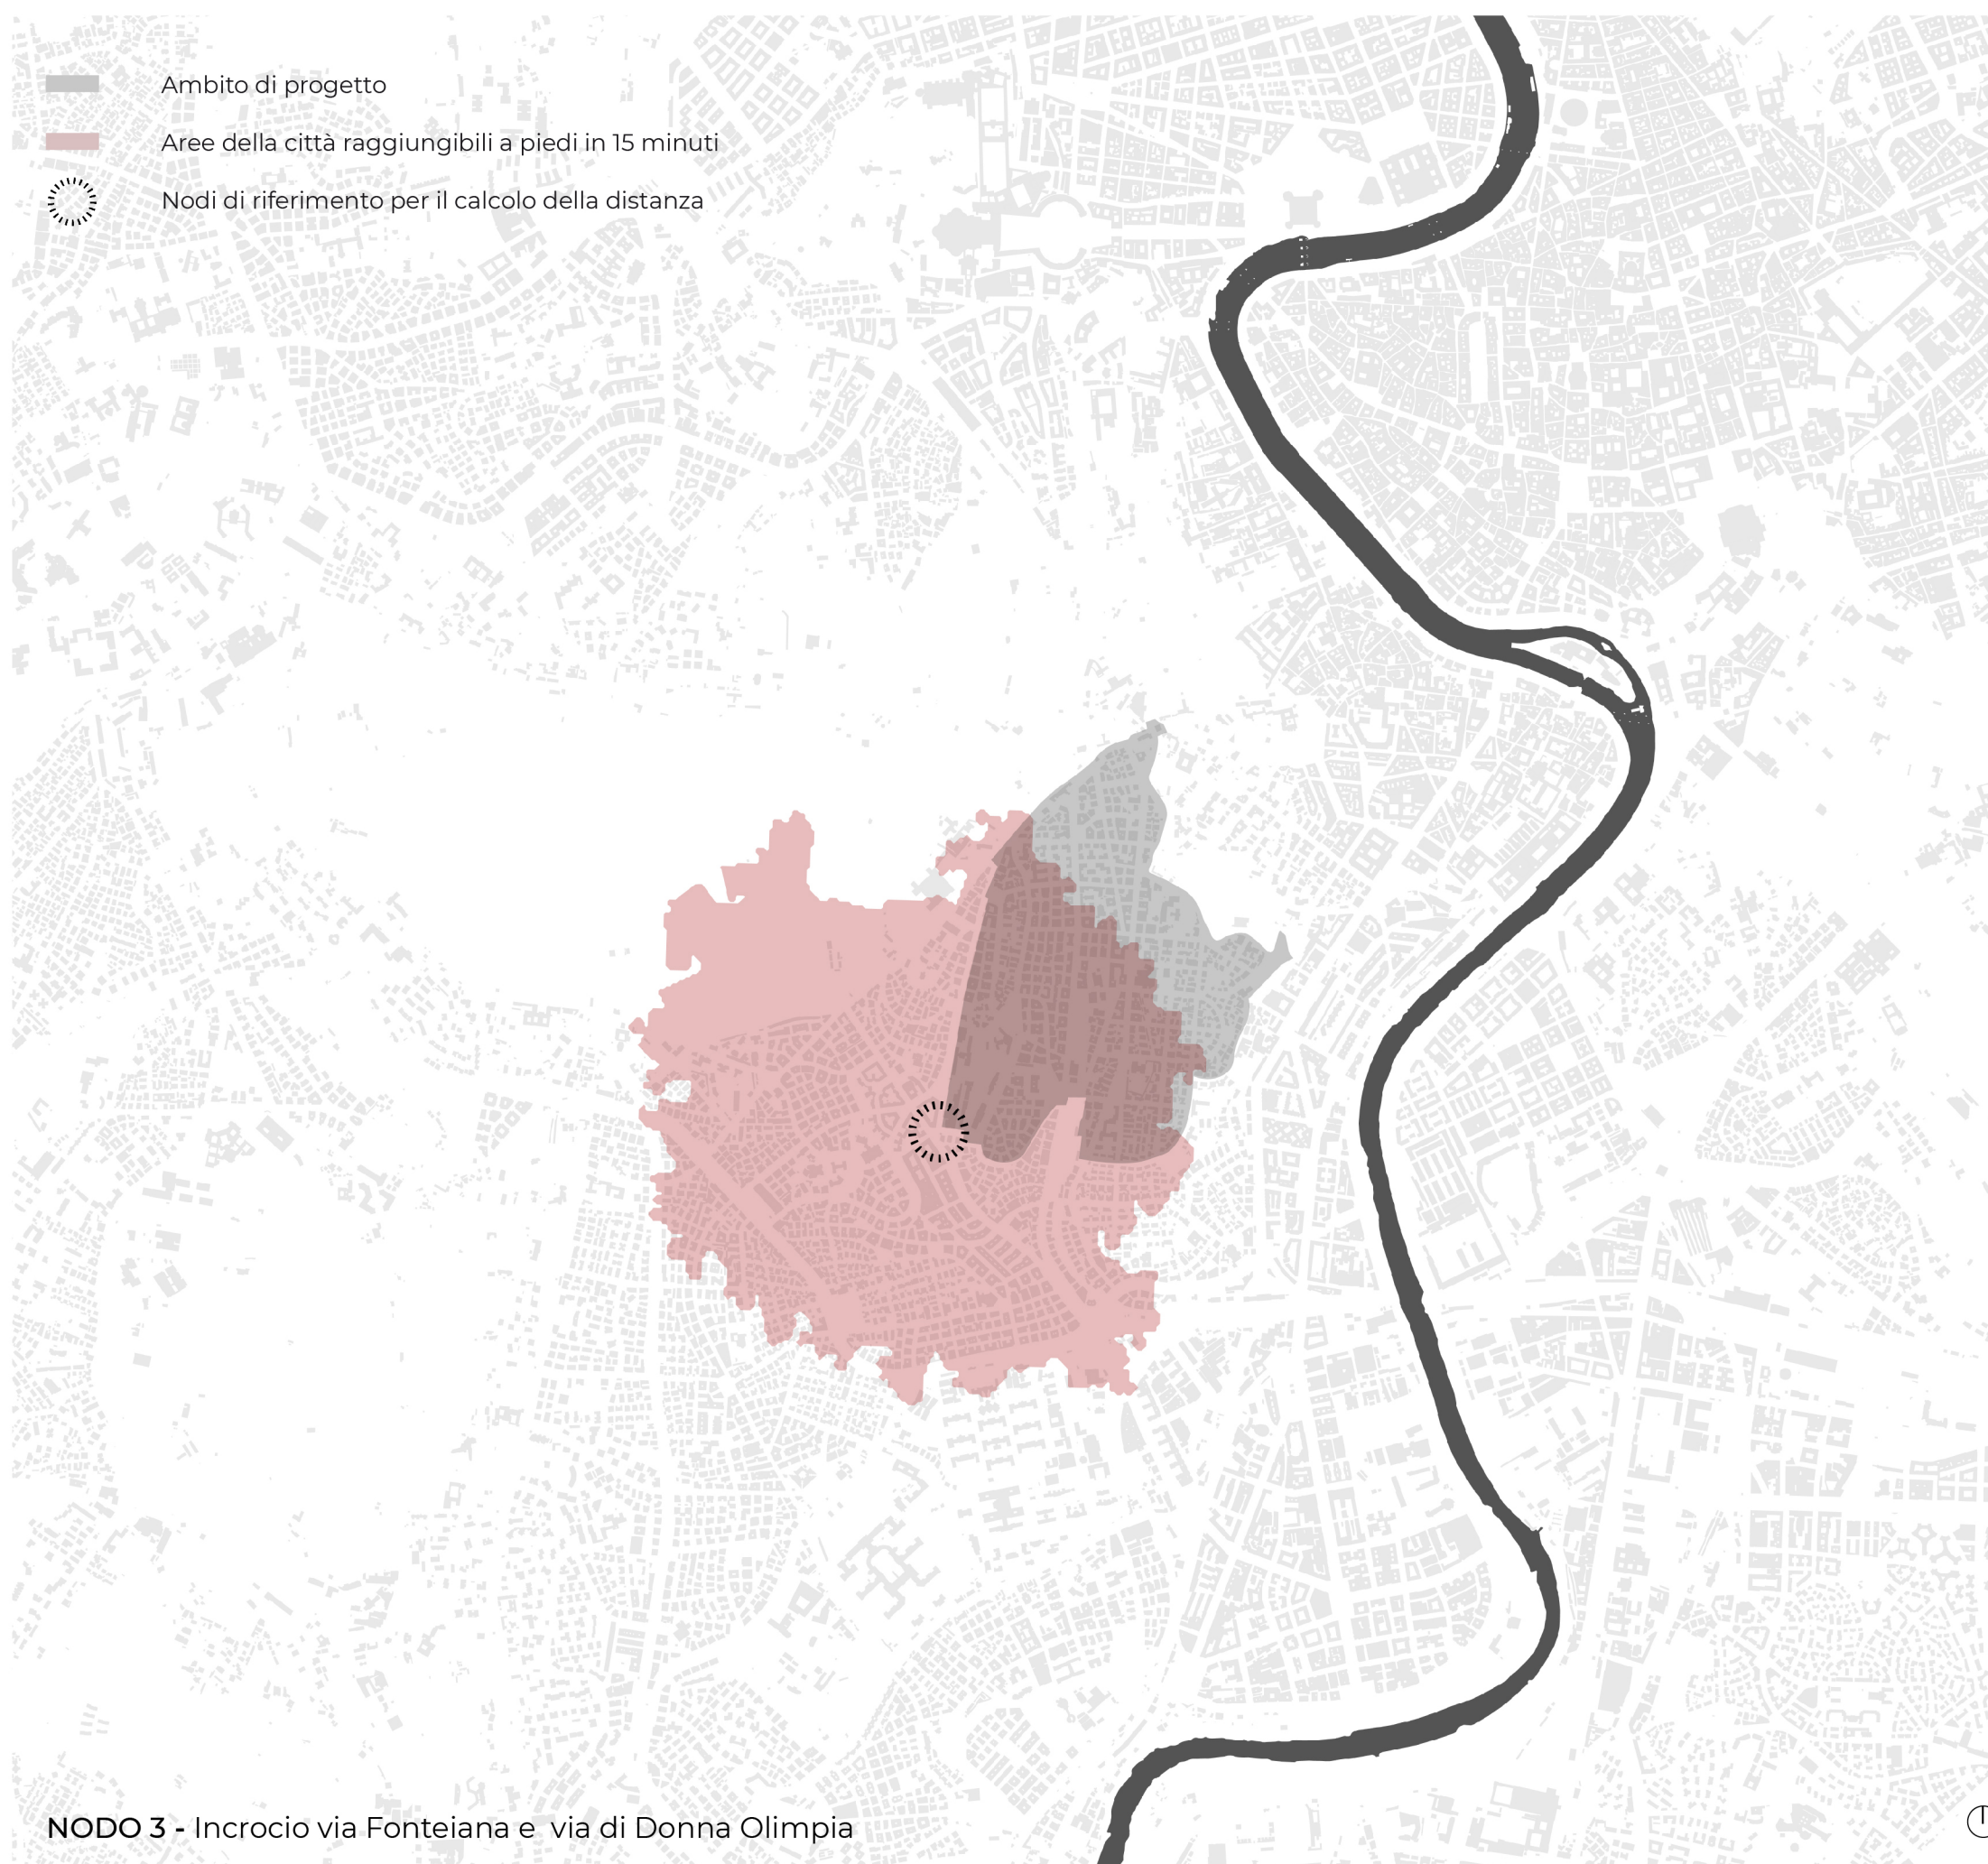 Ambito di progetto
Aree della città raggiungibili a piedi in 15 minuti
Nodi di riferimento per il calcolo della distanza
NODO 3 - Incrocio via Fonteiana e via di Donna Olimpia